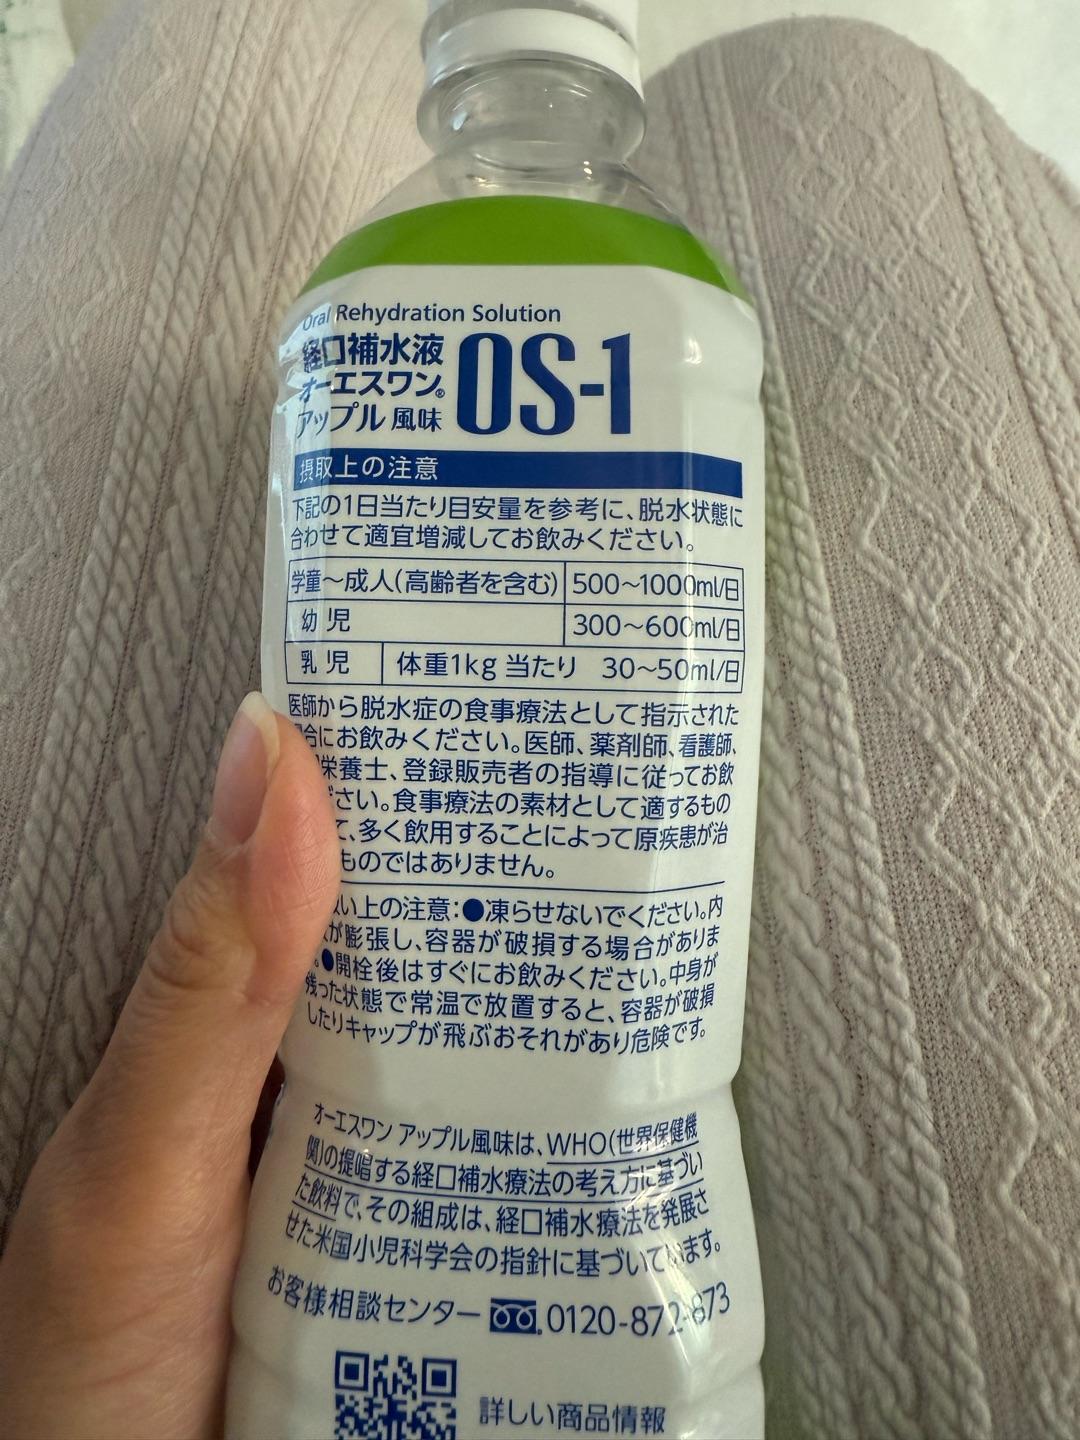 Oral Rehydration Solution
経口補水液
オーエスワン®
アップル風味
OS-1
摂取上の注意
下記の1日当たり目安量を参考に、脱水状態に
合わせて適宜増減してお飲みください。
学童〜成人(高齢者を含む) 500〜1000ml/日
幼児 300〜600ml/日
乳児 体重1kg当たり 30〜50ml/日
医師から脱水症の食事療法として指示された
合にお飲みください。医師、薬剤師、看護師、
栄養士、登録販売者の指導に従ってお飲
ださい。食事療法の素材として適するもの
て、多く飲用することによって原疾患が治
ものではありません。
い上の注意:●凍らせないでください。内
が膨張し、容器が破損する場合がありま
。●開栓後はすぐにお飲みください。中身が
残った状態で常温で放置すると、容器が破損
したりキャップが飛ぶおそれがあり危険です。
オーエスワン アップル風味は、WHO(世界保健機
関)の提唱する経口補水療法の考え方に基づい
た飲料で、その組成は、経口補水療法を発展さ
せた米国小児科学会の指針に基づいています。
お客様相談センター 0120-872-873
詳しい商品情報